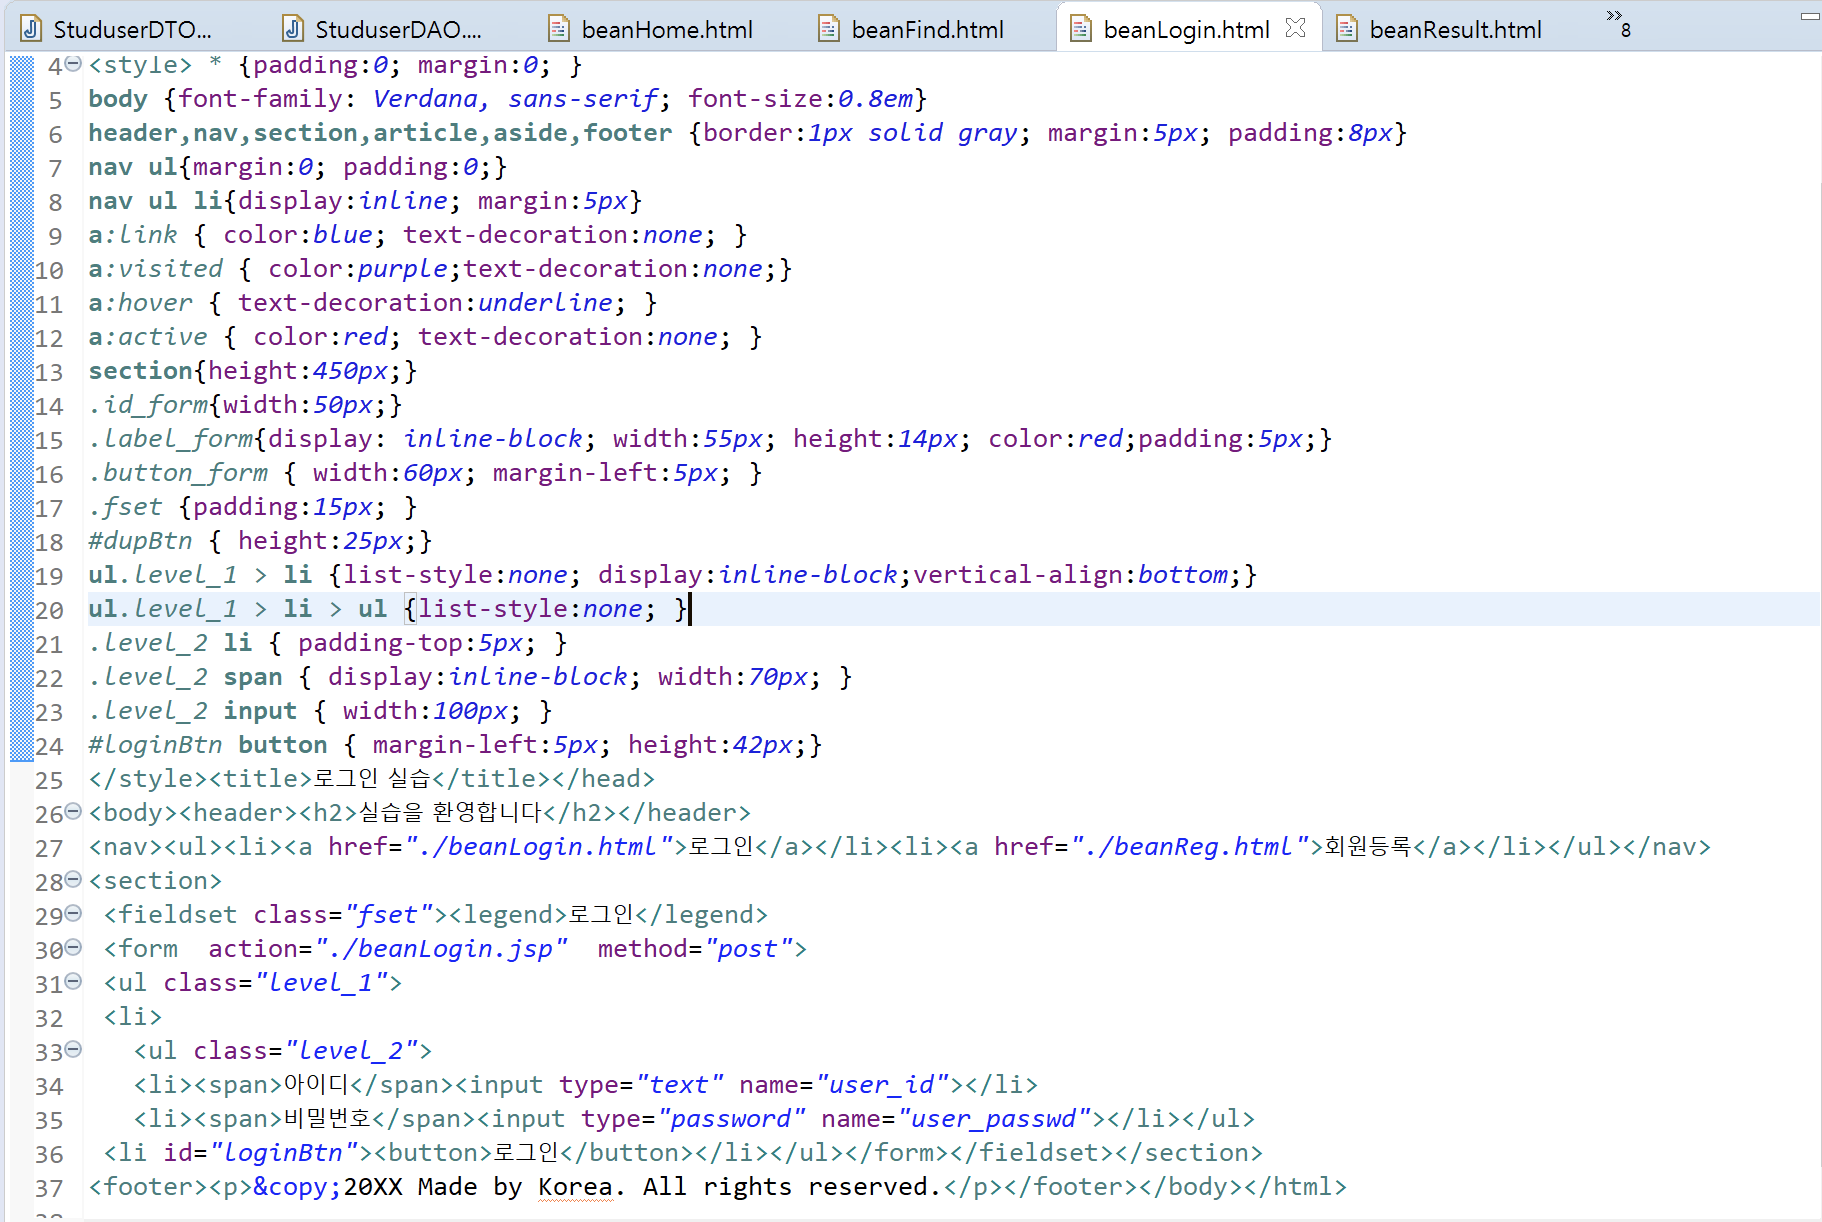 StuduserDTO... StuduserDAO.... beanHome.html beanFind.html beanLogin.html beanResult.html »8
4 <style> * {padding:0; margin:0; }
5 body {font-family: Verdana, sans-serif; font-size:0.8em}
6 header,nav,section,article,aside,footer {border:1px solid gray; margin:5px; padding:8px}
7 nav ul{margin:0; padding:0;}
8 nav ul li{display:inline; margin:5px}
9 a:link { color:blue; text-decoration:none; }
10 a:visited { color:purple;text-decoration:none;}
11 a:hover { text-decoration:underline; }
12 a:active { color:red; text-decoration:none; }
13 section{height:450px;}
14 .id_form{width:50px;}
15 .label_form{display: inline-block; width:55px; height:14px; color:red;padding:5px;}
16 .button_form { width:60px; margin-left:5px; }
17 .fset {padding:15px; }
18 #dupBtn { height:25px;}
19 ul.level_1 > li {list-style:none; display:inline-block;vertical-align:bottom;}
20 ul.level_1 > li > ul {list-style:none; }
21 .level_2 li { padding-top:5px; }
22 .level_2 span { display:inline-block; width:70px; }
23 .level_2 input { width:100px; }
24 #loginBtn button { margin-left:5px; height:42px;}
25 </style><title>로그인 실습</title></head>
26 <body><header><h2>실습을 환영합니다</h2></header>
27 <nav><ul><li><a href="./beanLogin.html">로그인</a></li><li><a href="./beanReg.html">회원등록</a></li></ul></nav>
28 <section>
29 <fieldset class="fset"><legend>로그인</legend>
30 <form  action="./beanLogin.jsp"  method="post">
31 <ul class="level_1">
32 <li>
33 <ul class="level_2">
34 <li><span>아이디</span><input type="text" name="user_id"></li>
35 <li><span>비밀번호</span><input type="password" name="user_passwd"></li></ul>
36 <li id="loginBtn"><button>로그인</button></li></ul></form></fieldset></section>
37 <footer><p>&copy;20XX Made by Korea. All rights reserved.</p></footer></body></html>